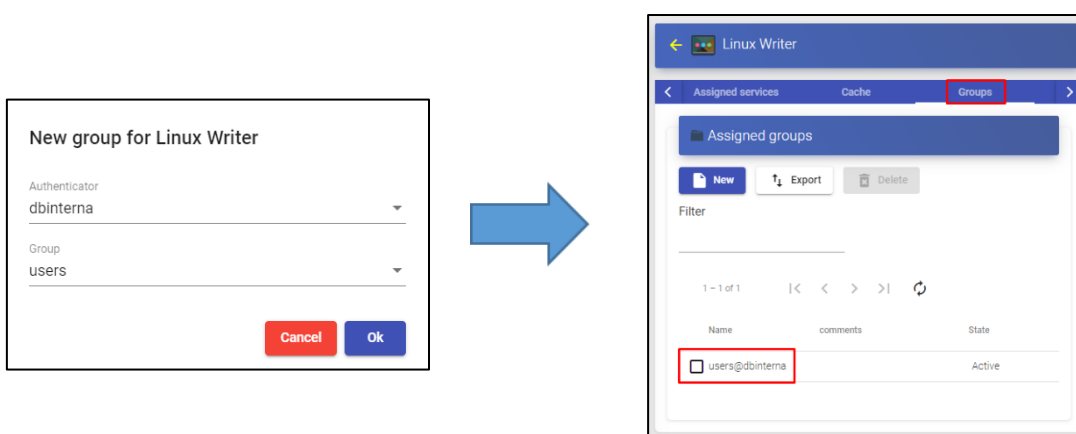 New group for Linux Writer
Authenticator
dbinterna
Group
users
Cancel Ok
Linux Writer
Assigned services Cache Groups
Assigned groups
New Export Delete
Filter
1 – 1 of 1
Name comments State
users@dbinterna Active